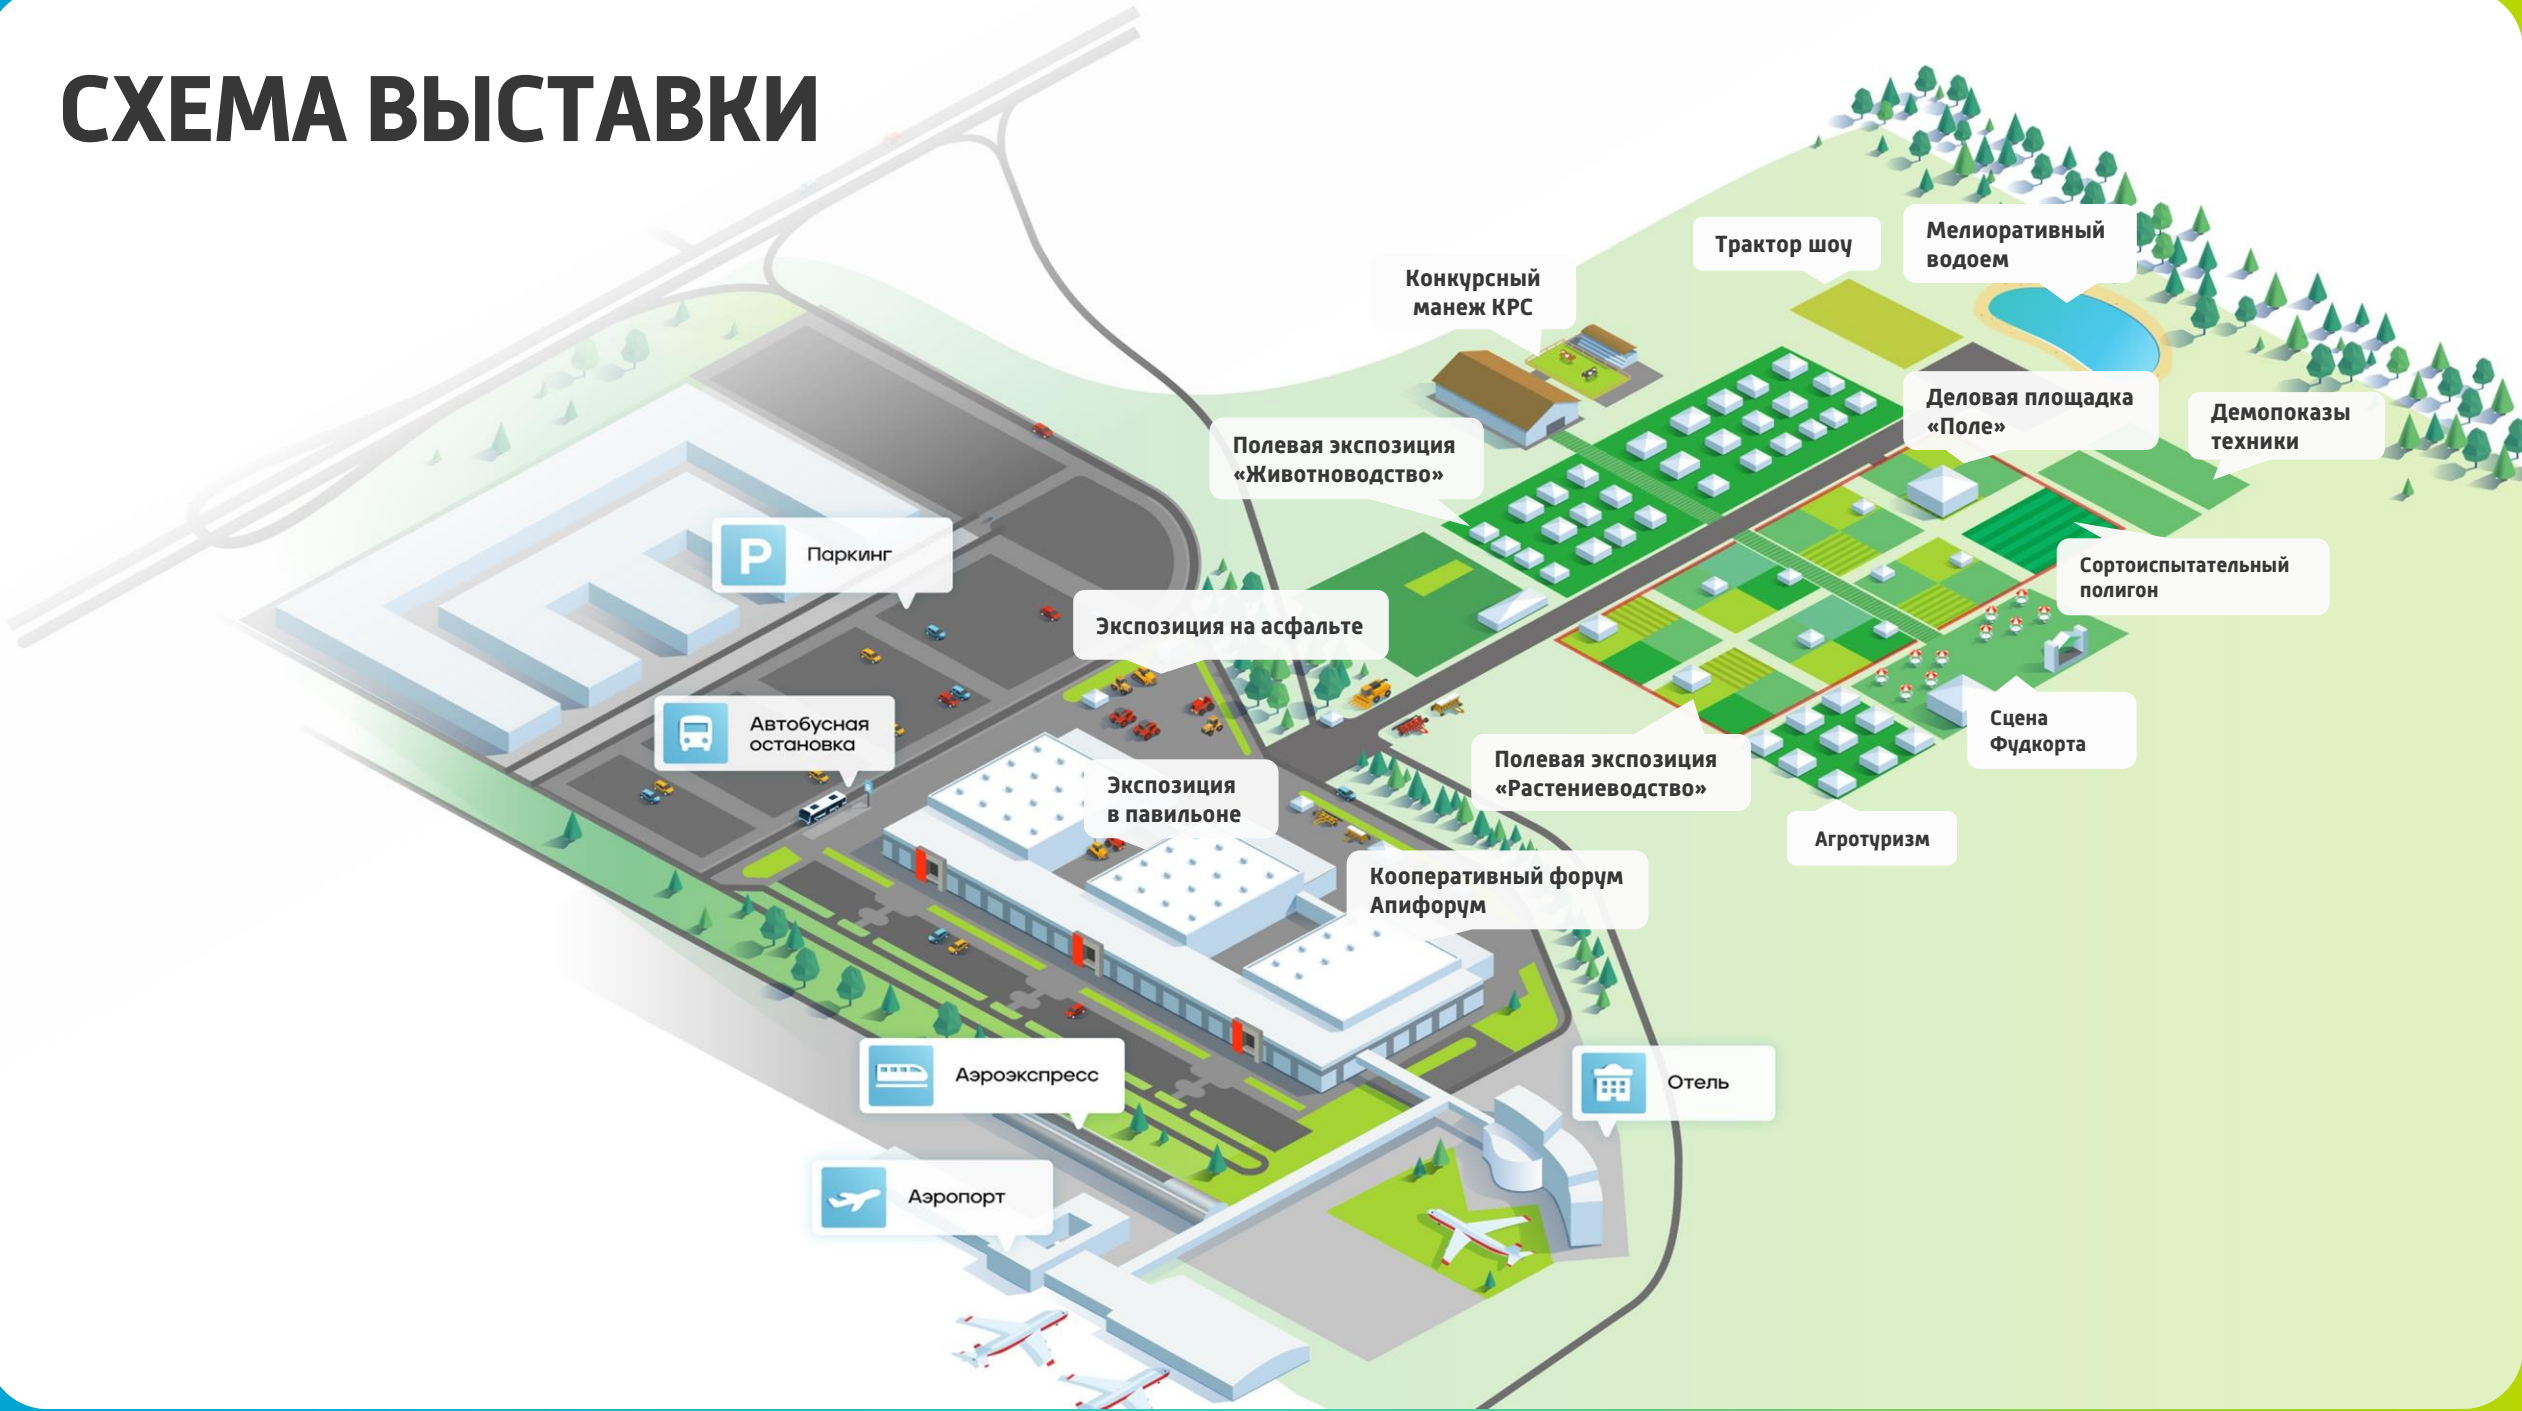 СХЕМА ВЫСТАВКИ
Трактор шоу
Мелиоративный
водоем
Конкурсный
манеж КРС
Деловая площадка
«Поле»
Демопоказы
техники
Полевая экспозиция
«Животноводство»
P
Паркинг
Сортоиспытательный
полигон
Экспозиция на асфальте
Автобусная
остановка
Сцена
Фудкорта
Полевая экспозиция
«Растениеводство»
Экспозиция
в павильоне
Агротуризм
Кооперативный форум
Апифорум
Аэроэкспресс
Отель
Аэропорт